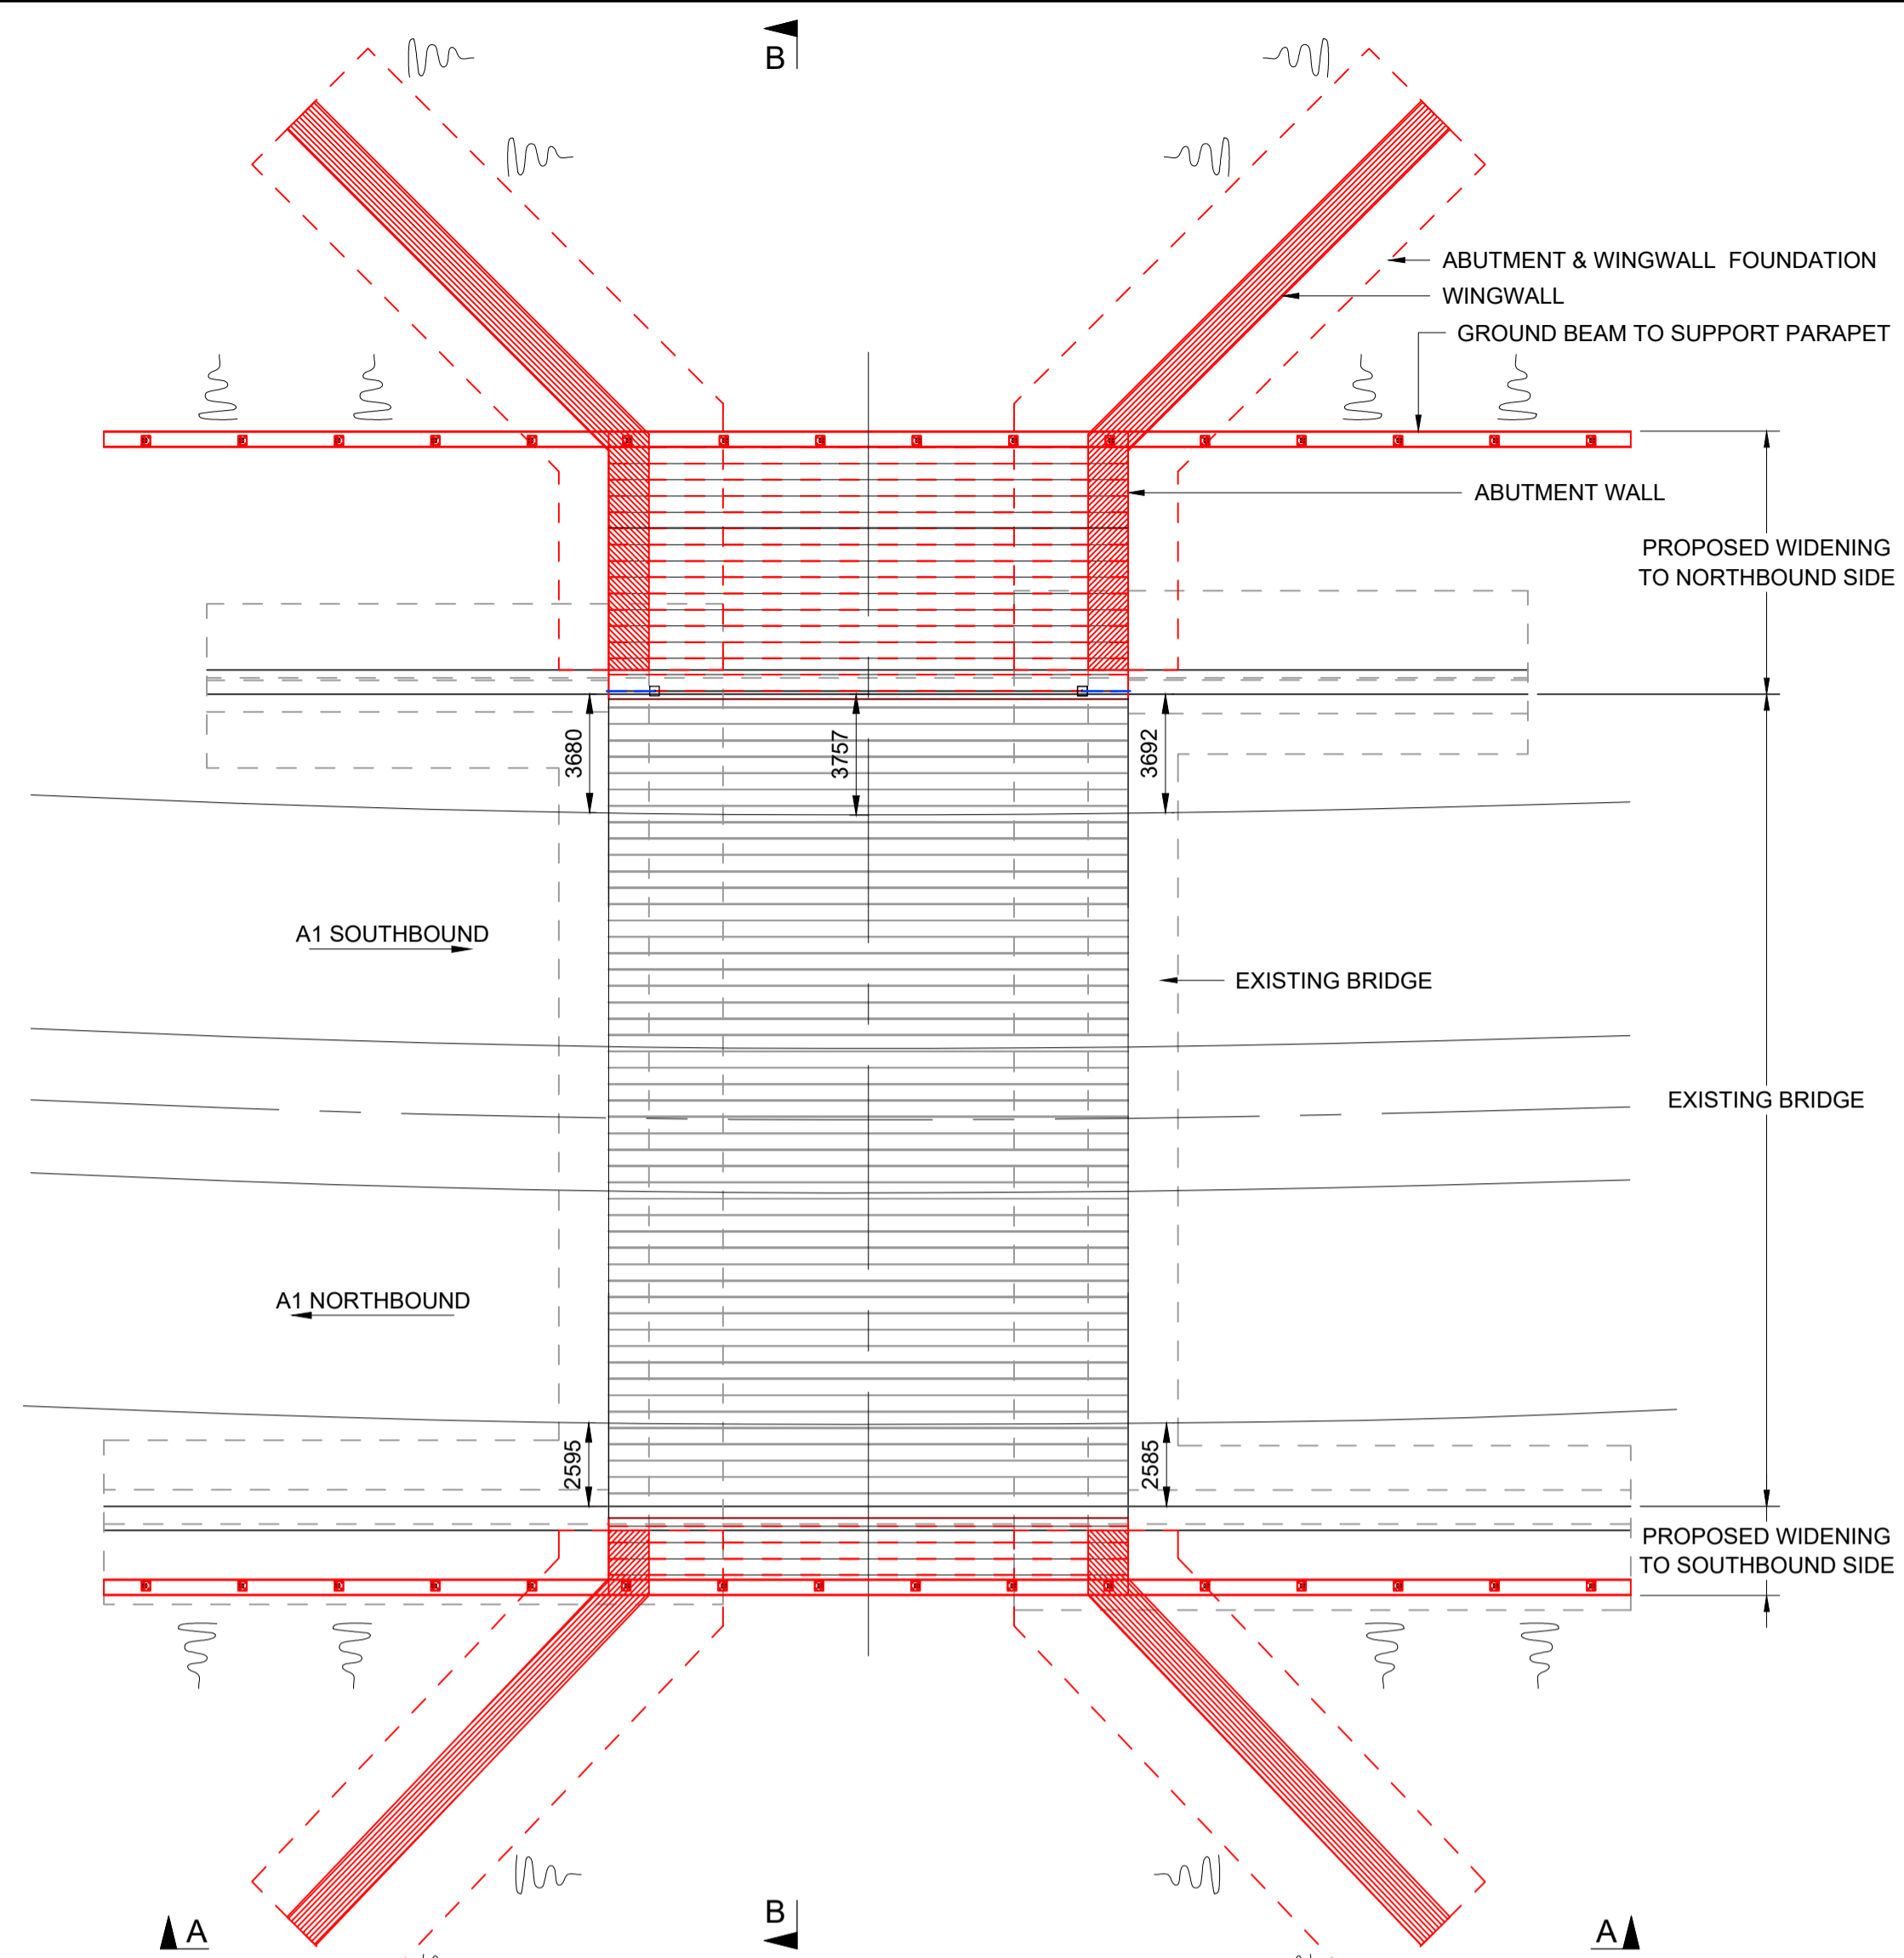 B
ABUTMENT & WINGWALL FOUNDATION
WINGWALL
GROUND BEAM TO SUPPORT PARAPET
ABUTMENT WALL
PROPOSED WIDENING
TO NORTHBOUND SIDE
3680
3757
3692
A1 SOUTHBOUND
EXISTING BRIDGE
EXISTING BRIDGE
A1 NORTHBOUND
2595
2585
PROPOSED WIDENING
TO SOUTHBOUND SIDE
B
A
A